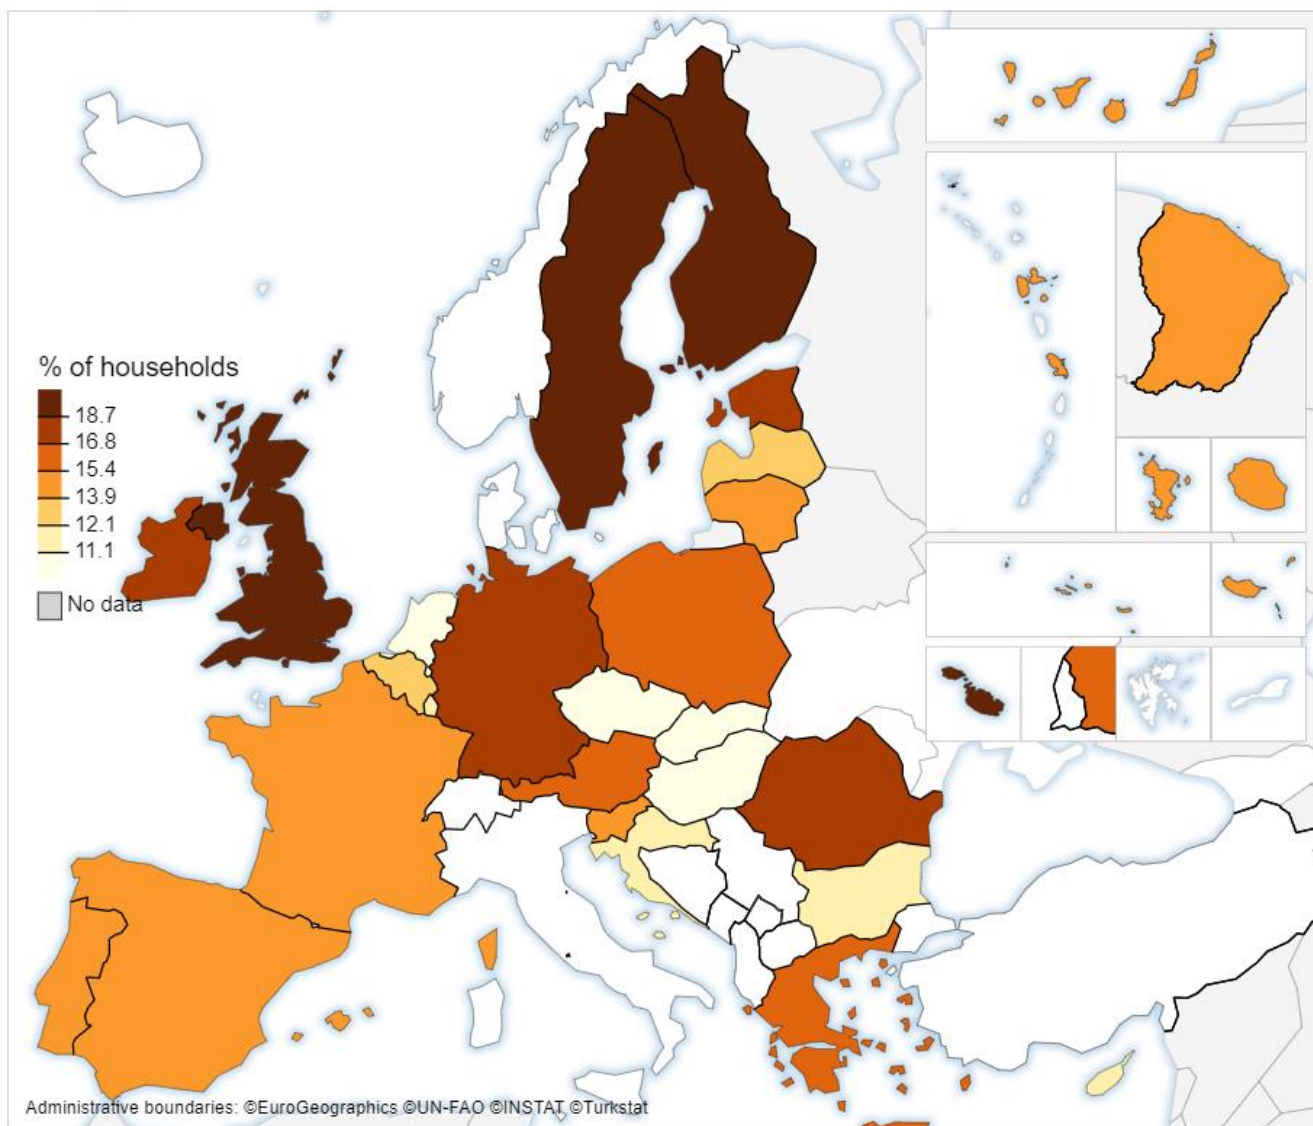 % of households
18.7
16.8
15.4
13.9
12.1
11.1
No data
Administrative boundaries: ©EuroGeographics ©UN-FAO ©INSTAT ©Turkstat